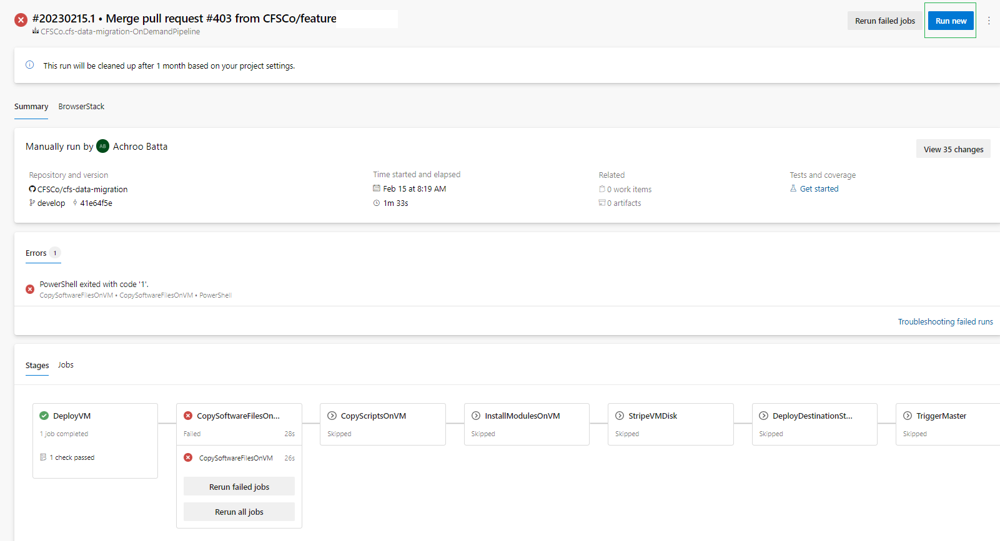 #20230215.1 • Merge pull request #403 from CFSCo/feature
CFSCo.cfs-data-migration-OnDemandPipeline
Rerun failed jobs
Run new
This run will be cleaned up after 1 month based on your project settings.
Summary BrowserStack
Manually run by AB Achroo Batta
View 35 changes
Repository and version
CFSCo/cfs-data-migration
develop 41e64f5e
Time started and elapsed
Feb 15 at 8:19 AM
1m 33s
Related
0 work items
0 artifacts
Tests and coverage
Get started
Errors 1
PowerShell exited with code '1'.
CopySoftwareFilesOnVM • CopySoftwareFilesOnVM • PowerShell
Troubleshooting failed runs
Stages Jobs
DeployVM
1 job completed
1 check passed
CopySoftwareFilesOn...
Failed 28s
CopySoftwareFilesOnVM 26s
Rerun failed jobs
Rerun all jobs
CopyScriptsOnVM
Skipped
InstallModulesOnVM
Skipped
StripeVMDisk
Skipped
DeployDestinationSt...
Skipped
TriggerMaster
Skipped